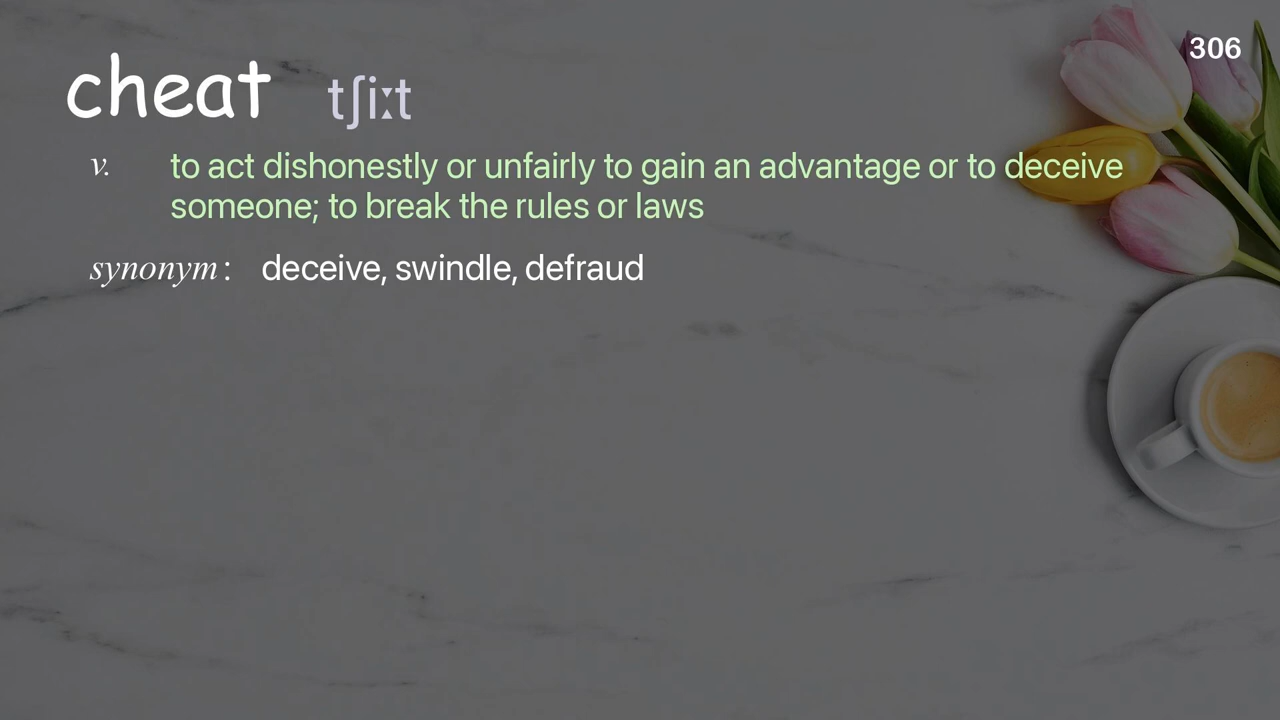 306
cheat tʃiːt
v. to act dishonestly or unfairly to gain an advantage or to deceive
someone; to break the rules or laws
synonym: deceive, swindle, defraud